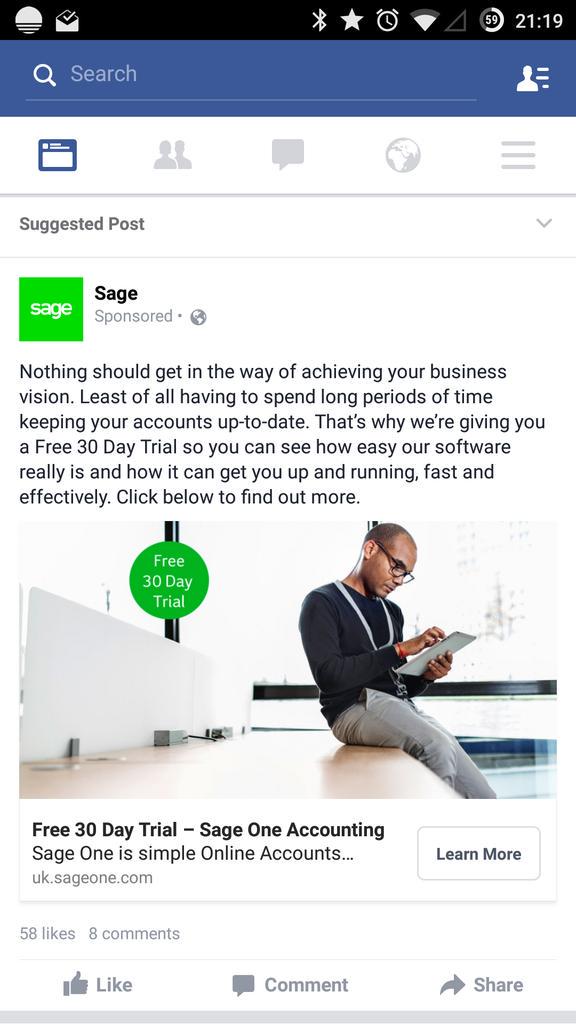 59 21:19
Search
Suggested Post
sage
Sage
Sponsored •
Nothing should get in the way of achieving your business
vision. Least of all having to spend long periods of time
keeping your accounts up-to-date. That’s why we’re giving you
a Free 30 Day Trial so you can see how easy our software
really is and how it can get you up and running, fast and
effectively. Click below to find out more.
Free
30 Day
Trial
Free 30 Day Trial – Sage One Accounting
Sage One is simple Online Accounts...
uk.sageone.com
Learn More
58 likes 8 comments
Like Comment Share